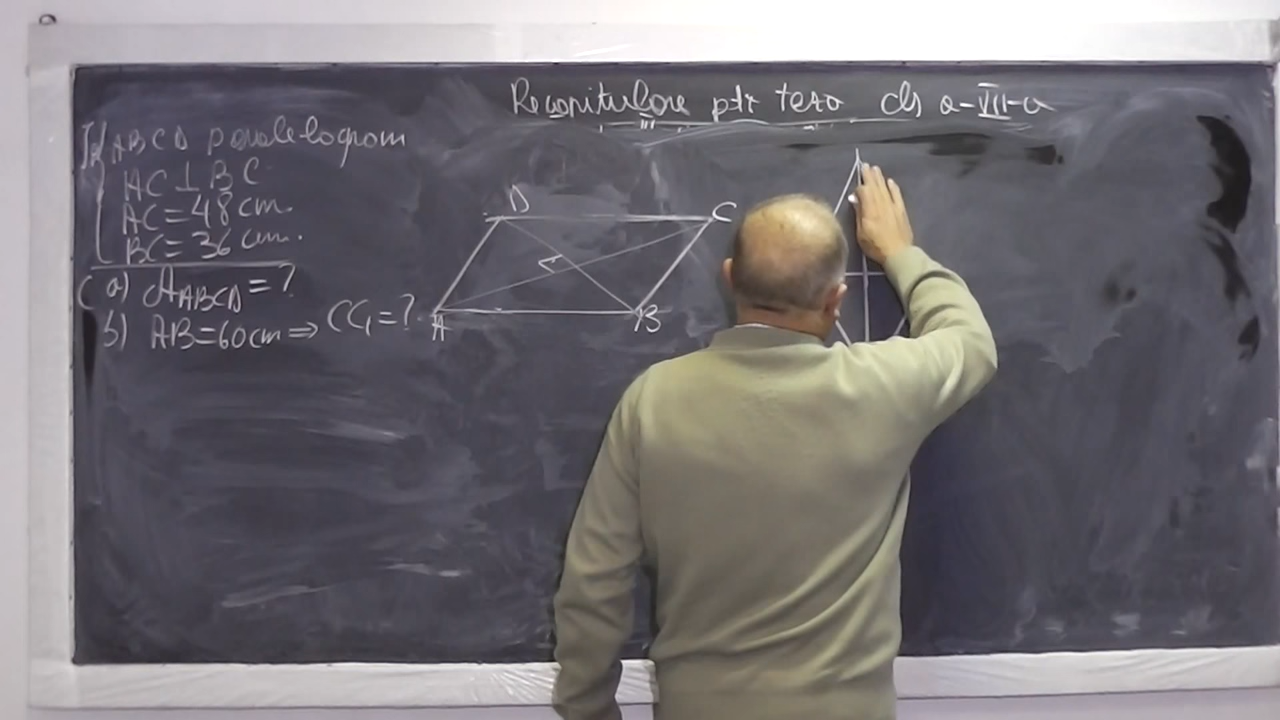 Recapitulare ptr teza cls a-VII-a
ABCD paralelogram
AC ⊥ BC
AC = 48 cm.
BC = 36 cm.
a) A_ABCD = ?
b) AB = 60 cm ⇒ CC₁ = ?
D
C
A
B